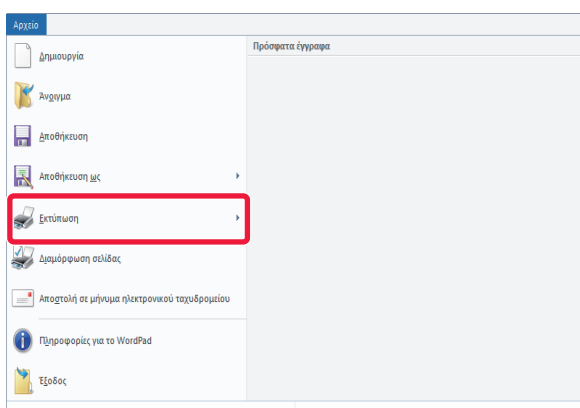 Αρχείο
Πρόσφατα έγγραφα
Δημιουργία
Άνοιγμα
Αποθήκευση
Αποθήκευση ως
Εκτύπωση
Διαμόρφωση σελίδας
Αποστολή σε μήνυμα ηλεκτρονικού ταχυδρομείου
Πληροφορίες για το WordPad
Έξοδος